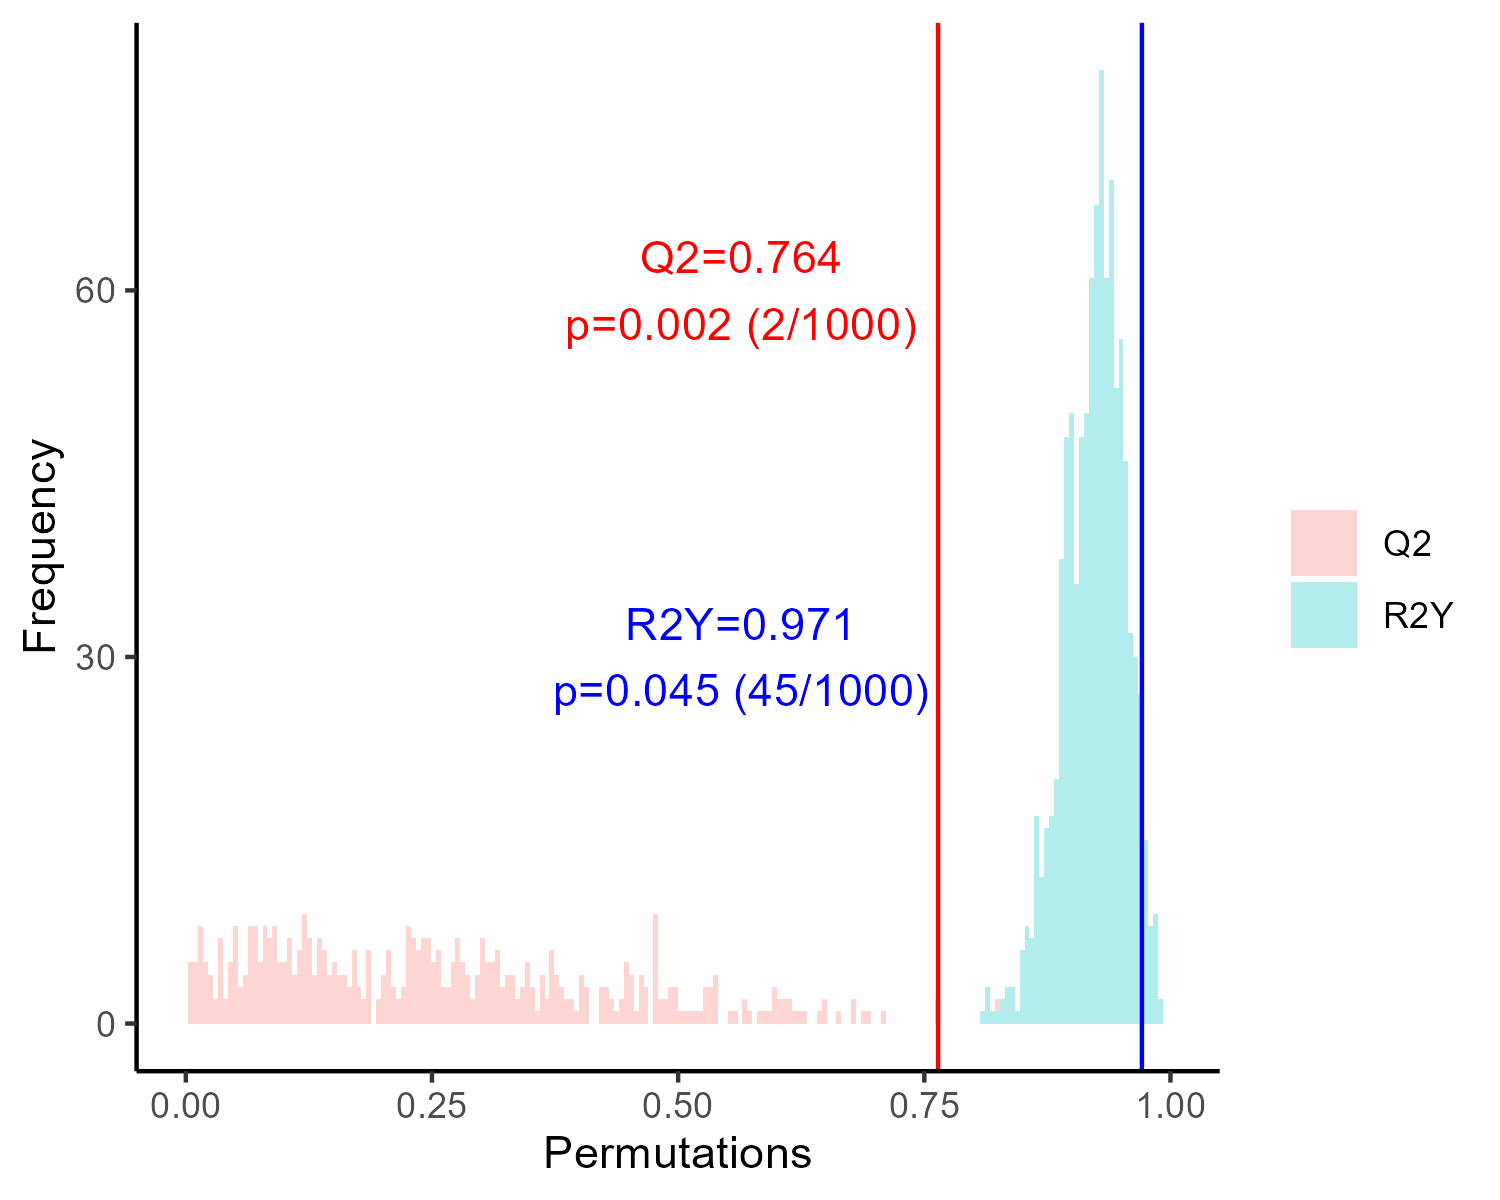 Frequency
60
30
0
Q2=0.764
p=0.002 (2/1000)
R2Y=0.971
p=0.045 (45/1000)
0.00 0.25 0.50 0.75 1.00
Permutations
Q2
R2Y